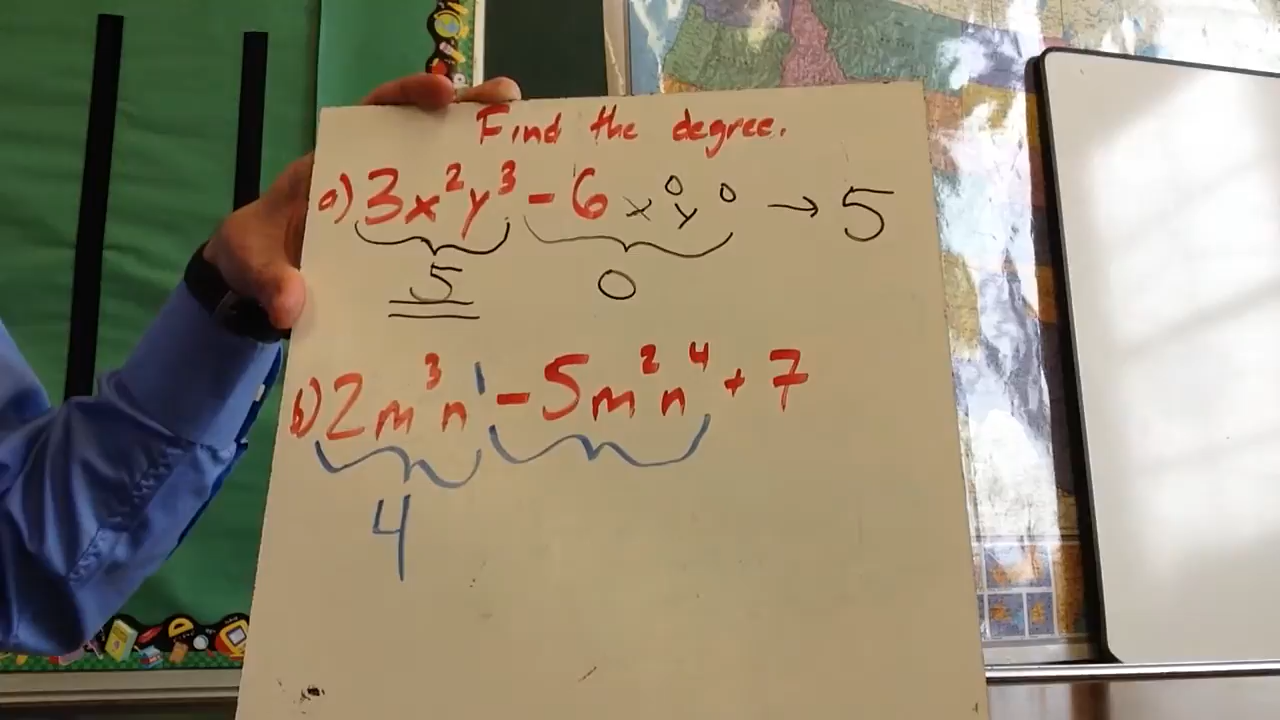 Find the degree.
a) 3x²y³ - 6x⁰y⁰ → 5
5 0
b) 2m³n¹ - 5m²n⁴ + 7
4